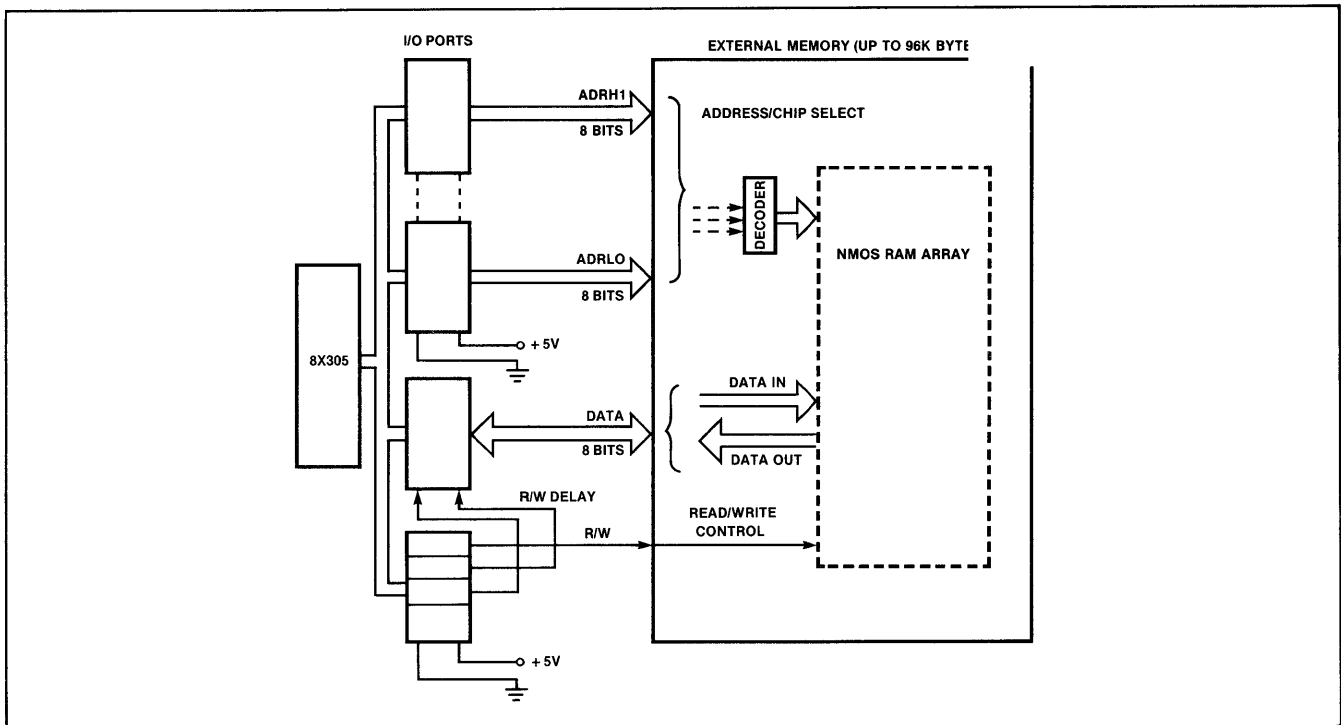 I/O PORTS
EXTERNAL MEMORY (UP TO 96K BYTE
ADRH1
8 BITS
ADDRESS/CHIP SELECT
DECODER
NMOS RAM ARRAY
ADRLO
8 BITS
+ 5V
8X305
DATA IN
DATA
8 BITS
DATA OUT
R/W DELAY
R/W
READ/WRITE
CONTROL
+ 5V